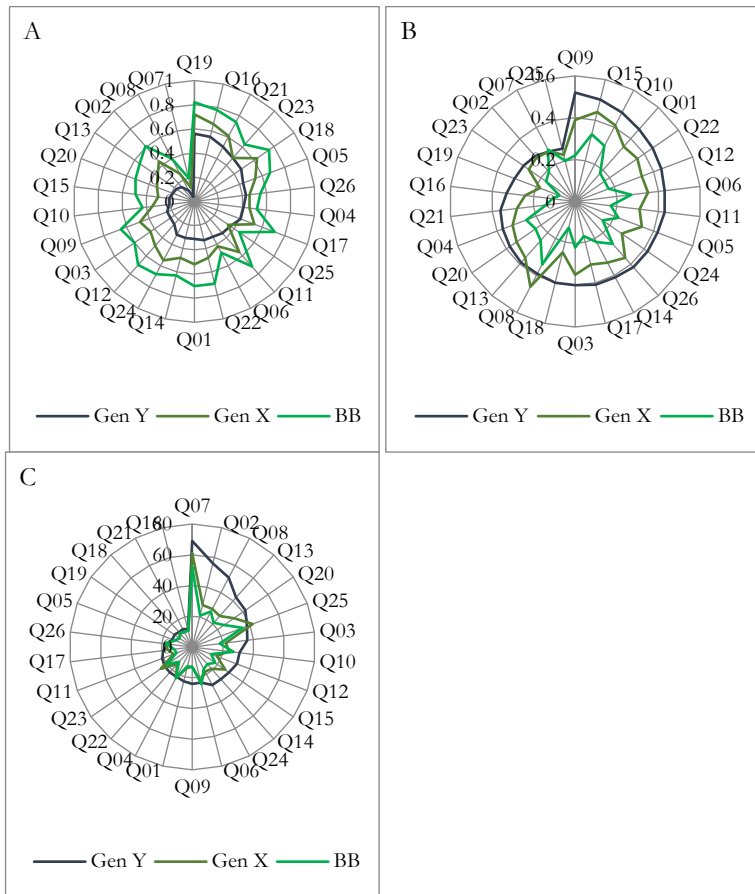 A
Q19
Q16
Q21
Q23
Q18
Q05
Q26
Q04
Q17
Q25
Q11
Q06
Q22
Q01
Q14
Q24
Q12
Q03
Q09
Q10
Q15
Q20
Q13
Q02
Q08
Q07
1
0.8
0.6
0.4
0.2
0
Gen Y Gen X BB
B
Q09
Q15
Q10
Q01
Q22
Q12
Q06
Q11
Q05
Q24
Q26
Q14
Q17
Q03
Q18
Q08
Q13
Q20
Q04
Q21
Q16
Q19
Q23
Q02
Q07
Q25
0.6
0.4
0.2
0
Gen Y Gen X BB
C
Q07
Q02
Q08
Q13
Q20
Q25
Q03
Q10
Q12
Q15
Q14
Q24
Q06
Q09
Q01
Q04
Q22
Q23
Q11
Q17
Q26
Q05
Q19
Q18
Q21
Q16
80
60
40
20
0
Gen Y Gen X BB